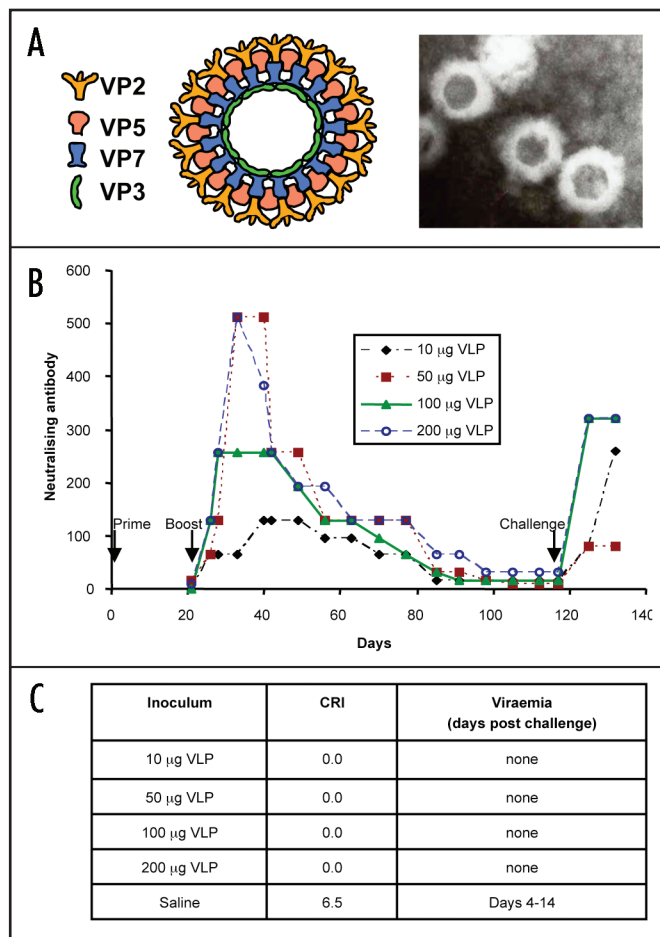 A
VP2
VP5
VP7
VP3
B
600
500
400
300
200
100
0
Neutralising antibody
10 µg VLP
50 µg VLP
100 µg VLP
200 µg VLP
Prime
Boost
Challenge
0 20 40 60 80 100 120 140
Days
C
Inoculum CRI Viraemia
(days post challenge)
10 µg VLP 0.0 none
50 µg VLP 0.0 none
100 µg VLP 0.0 none
200 µg VLP 0.0 none
Saline 6.5 Days 4-14